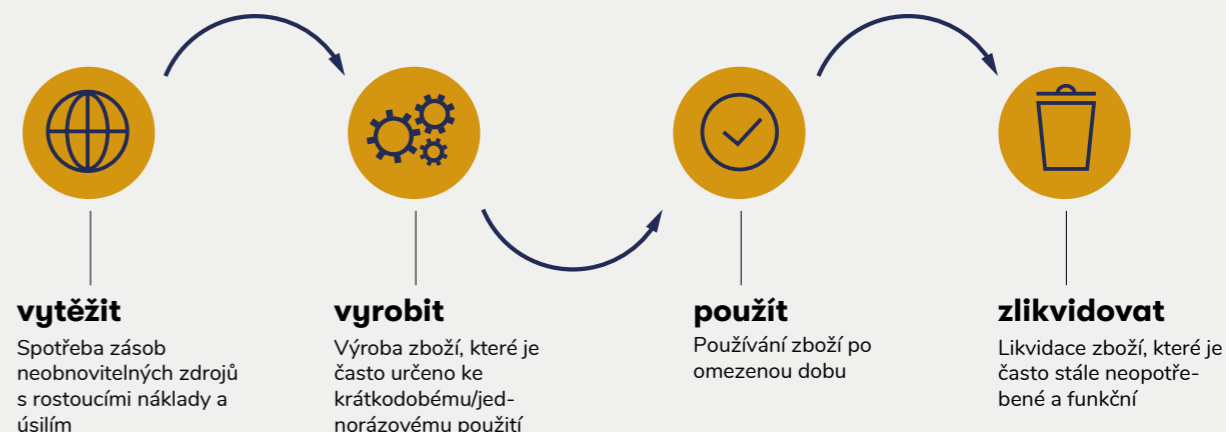 vytěžit
Spotřeba zásob
neobnovitelných zdrojů
s rostoucími náklady a
úsilím
vyrobit
Výroba zboží, které je
často určeno ke
krátkodobému/jed-
norázovému použití
použít
Používání zboží po
omezenou dobu
zlikvidovat
Likvidace zboží, které je
často stále neopotře-
bené a funkční